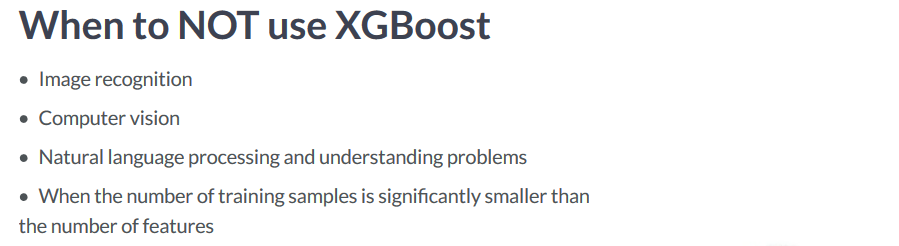 When to NOT use XGBoost
• Image recognition
• Computer vision
• Natural language processing and understanding problems
• When the number of training samples is significantly smaller than
the number of features